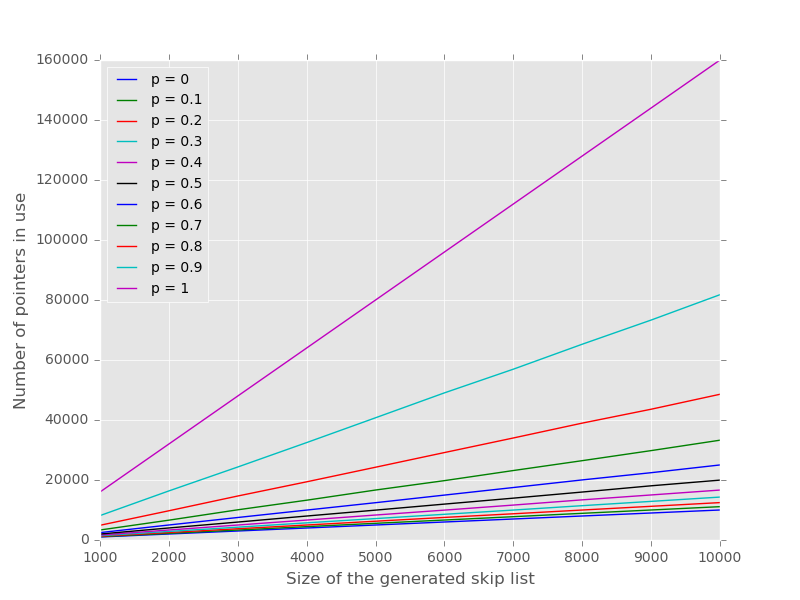 160000
140000
120000
100000
80000
60000
40000
20000
0
Number of pointers in use
p = 0
p = 0.1
p = 0.2
p = 0.3
p = 0.4
p = 0.5
p = 0.6
p = 0.7
p = 0.8
p = 0.9
p = 1
1000 2000 3000 4000 5000 6000 7000 8000 9000 10000
Size of the generated skip list